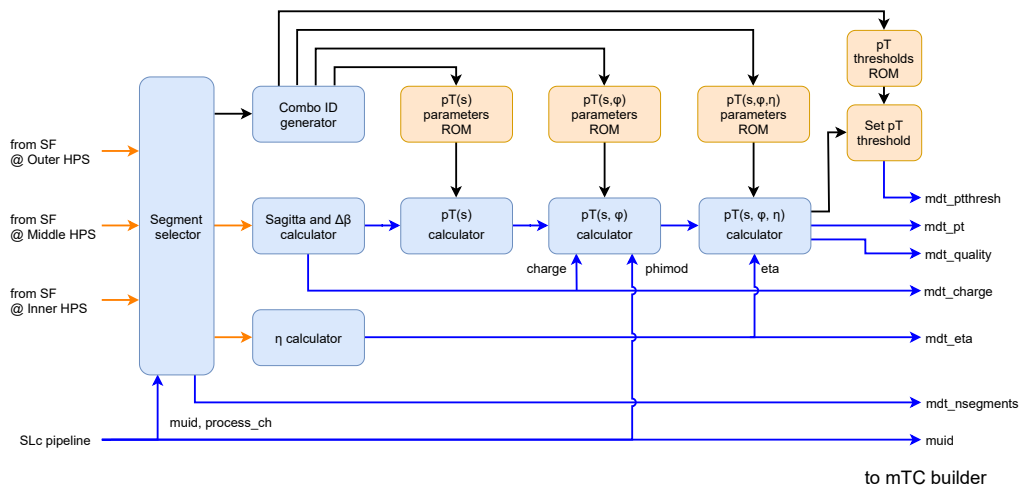 pT
thresholds
ROM
Combo ID
generator
pT(s)
parameters
ROM
pT(s,φ)
parameters
ROM
pT(s,φ,η)
parameters
ROM
Set pT
threshold
from SF
@ Outer HPS
from SF
@ Middle HPS
from SF
@ Inner HPS
Segment
selector
Sagitta and Δβ
calculator
pT(s)
calculator
pT(s, φ)
calculator
pT(s, φ, η)
calculator
mdt_ptthresh
mdt_pt
mdt_quality
charge
phimod
eta
mdt_charge
η calculator
mdt_eta
mdt_nsegments
muid, process_ch
SLc pipeline
muid
to mTC builder